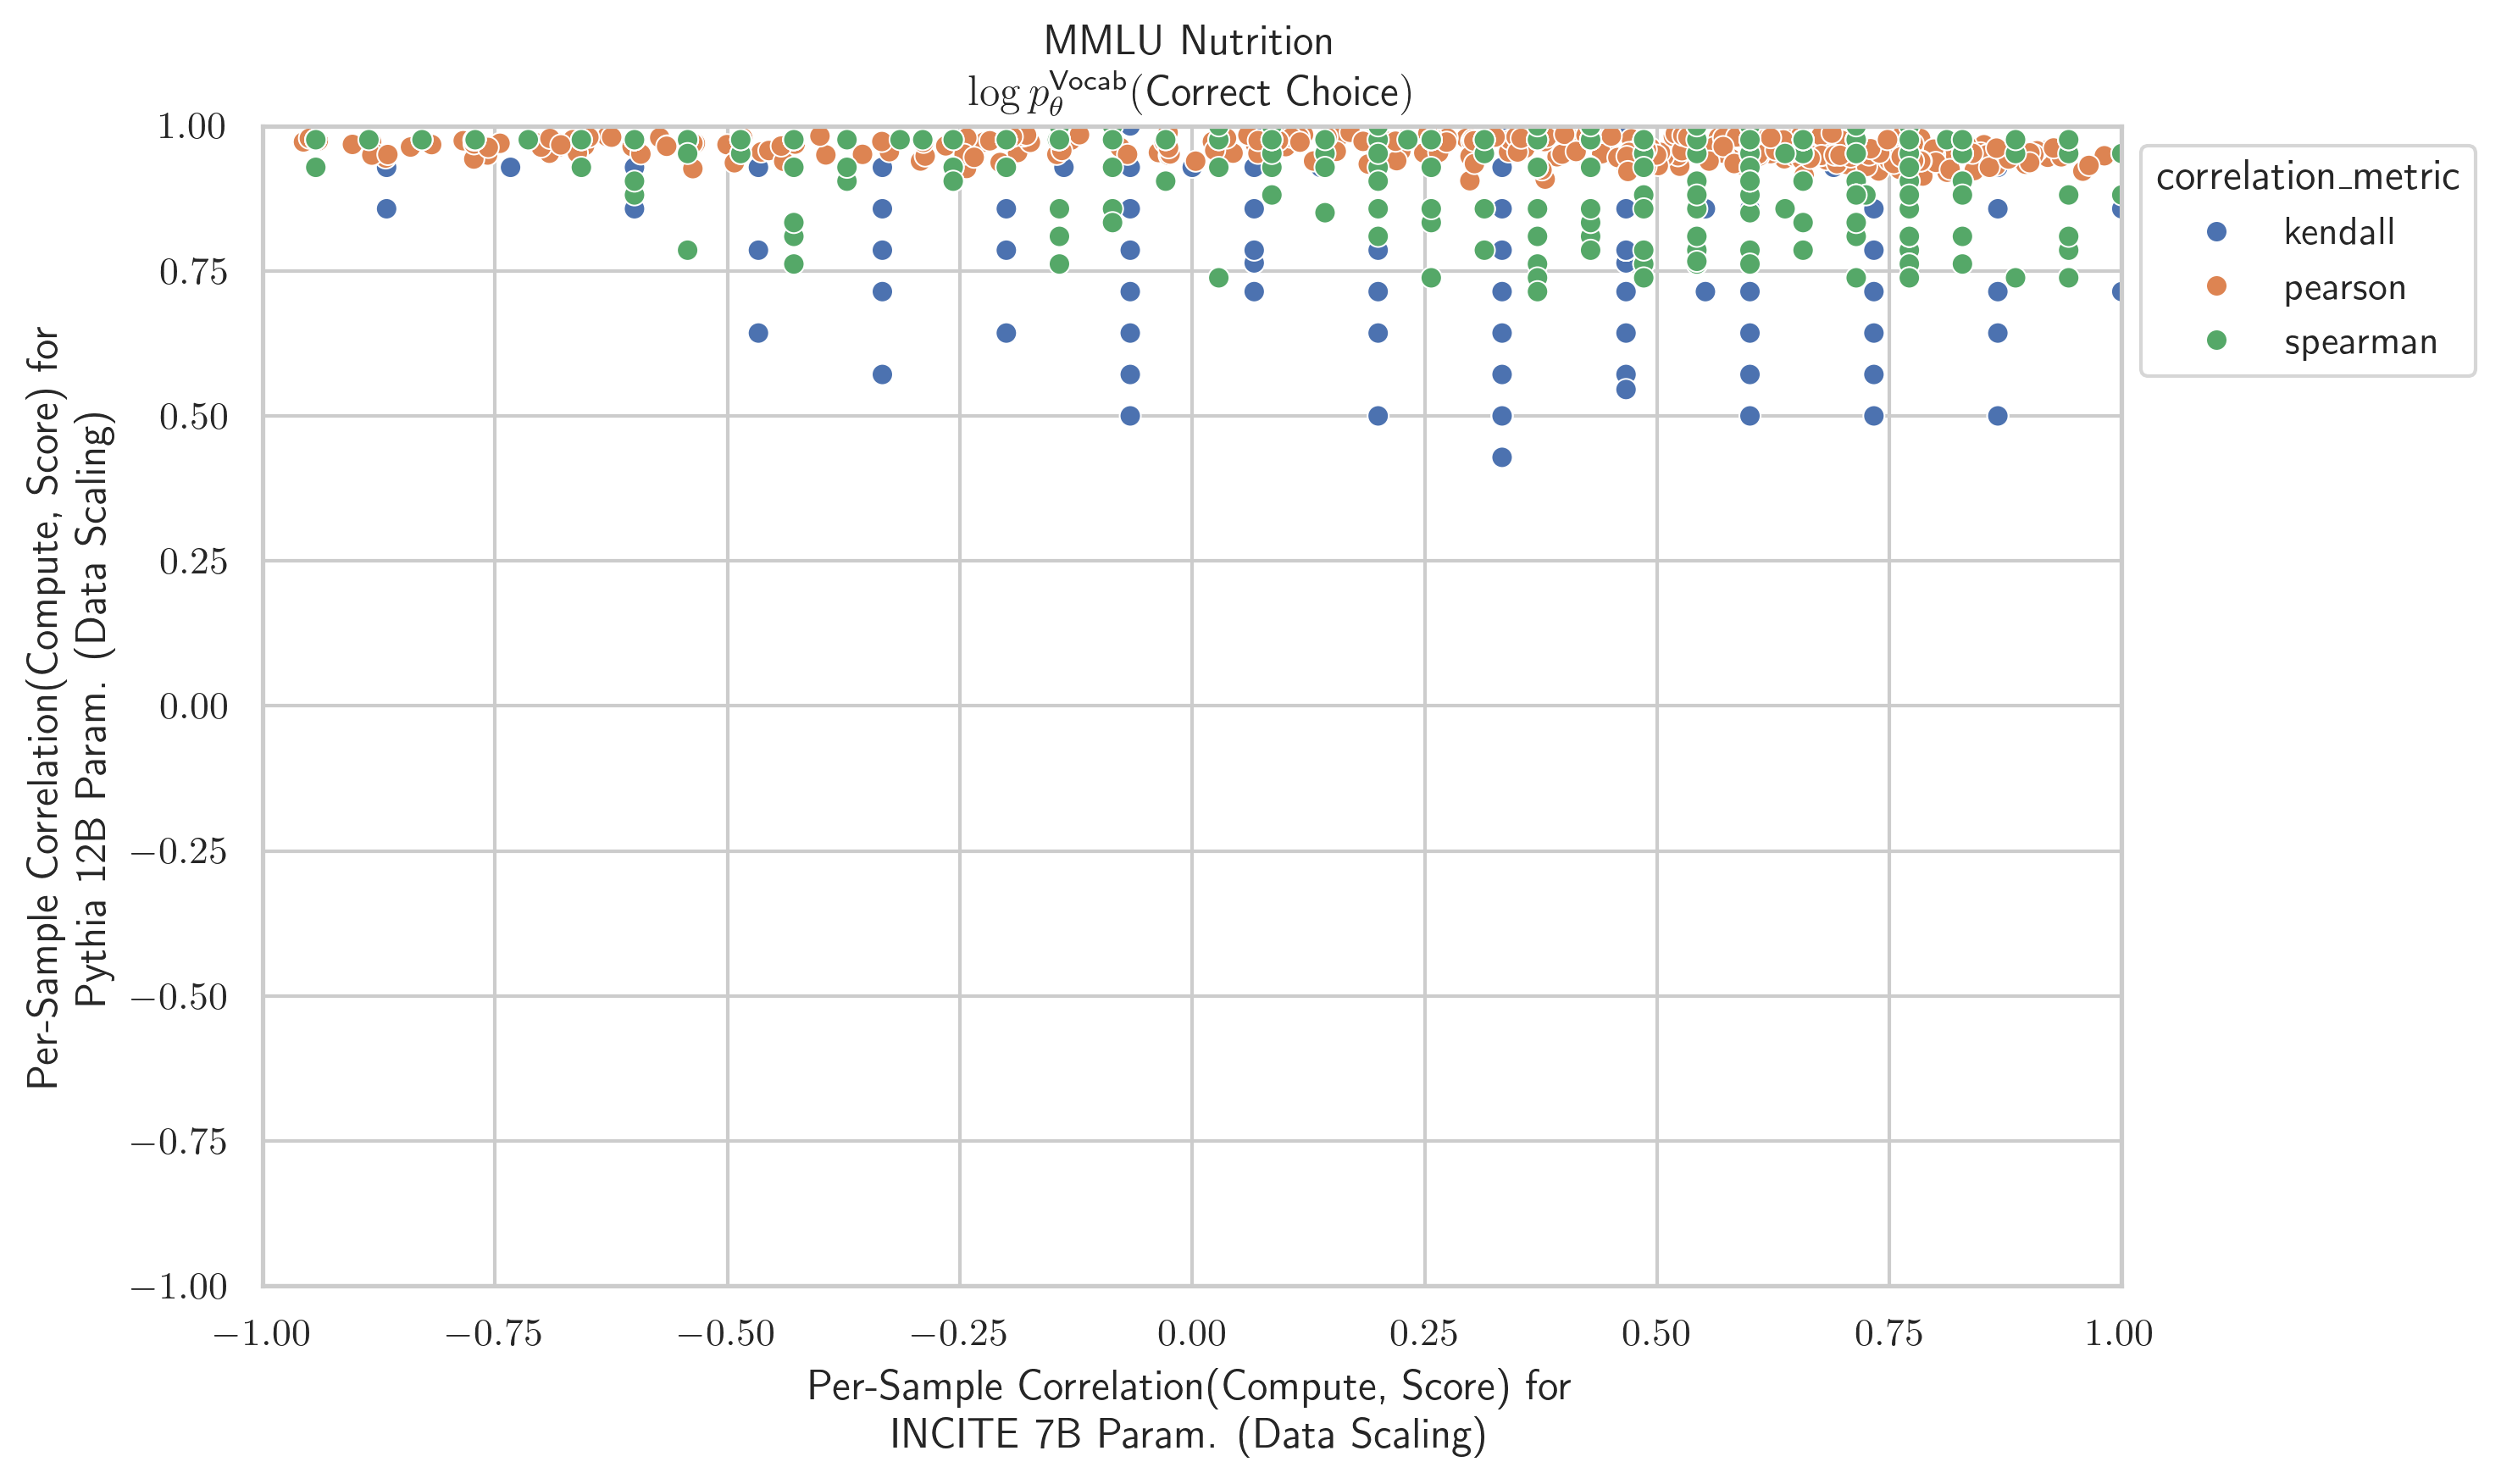 MMLU Nutrition
log p_θ^Vocab(Correct Choice)
1.00
0.75
0.50
0.25
0.00
−0.25
−0.50
−0.75
−1.00
Per-Sample Correlation(Compute, Score) for
Pythia 12B Param. (Data Scaling)
−1.00 −0.75 −0.50 −0.25 0.00 0.25 0.50 0.75 1.00
Per-Sample Correlation(Compute, Score) for
INCITE 7B Param. (Data Scaling)
correlation_metric
kendall
pearson
spearman